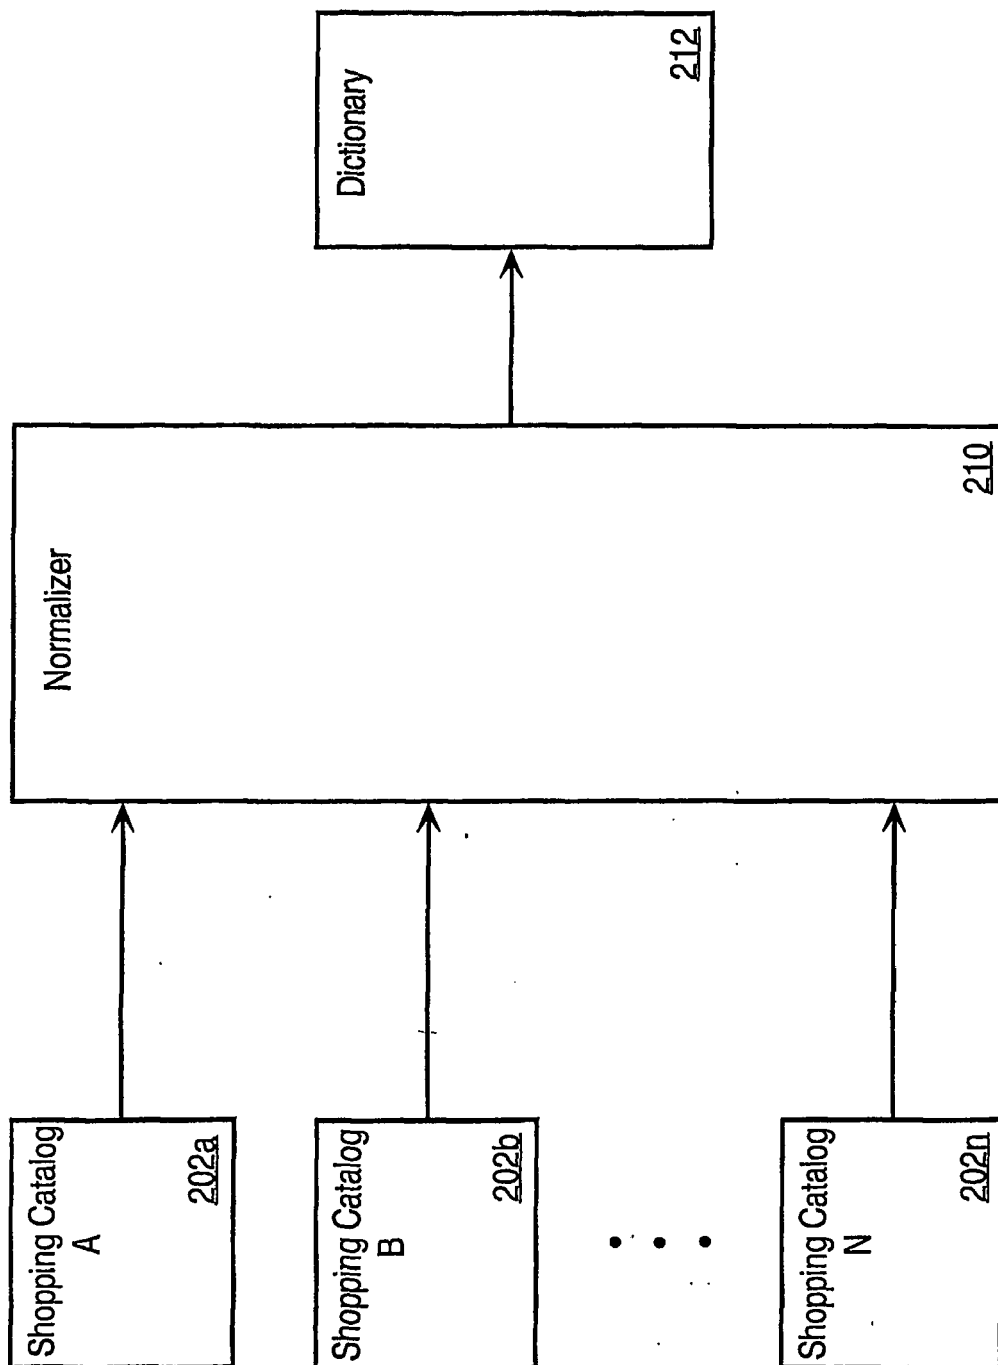 Shopping Catalog
A
202a
Shopping Catalog
B
202b
Shopping Catalog
N
202n
Normalizer
210
Dictionary
212